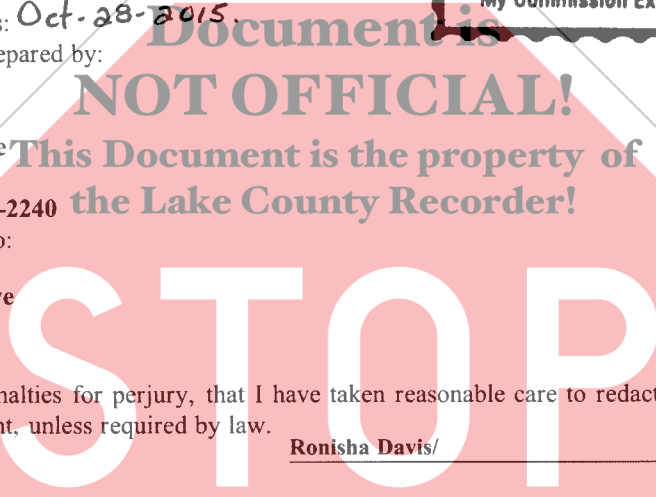 s: Oct-28-2015.
My Commission Ex
Document is
epared by:
NOT OFFICIAL!
e
This Document is the property of
-2240
the Lake County Recorder!
o:
ve
STOP
nalties for perjury, that I have taken reasonable care to redact
nt, unless required by law.
Ronisha Davis/